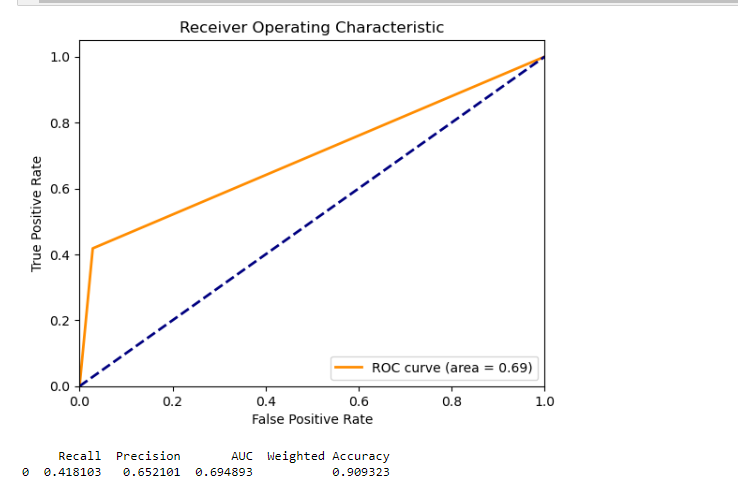 Receiver Operating Characteristic
1.0
0.8
0.6
0.4
0.2
0.0
True Positive Rate
ROC curve (area = 0.69)
0.0 0.2 0.4 0.6 0.8 1.0
False Positive Rate
Recall Precision AUC Weighted Accuracy
0 0.418103 0.652101 0.694893 0.909323